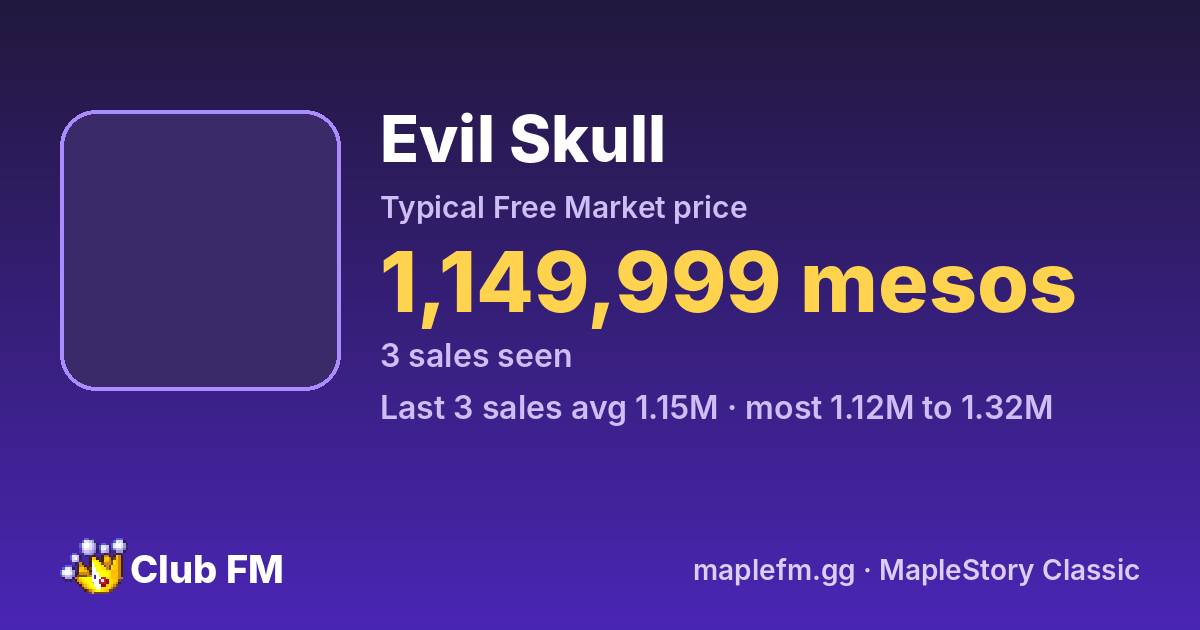 Evil Skull
Typical Free Market price
1,149,999 mesos
3 sales seen
Last 3 sales avg 1.15M · most 1.12M to 1.32M
Club FM
maplefm.gg · MapleStory Classic